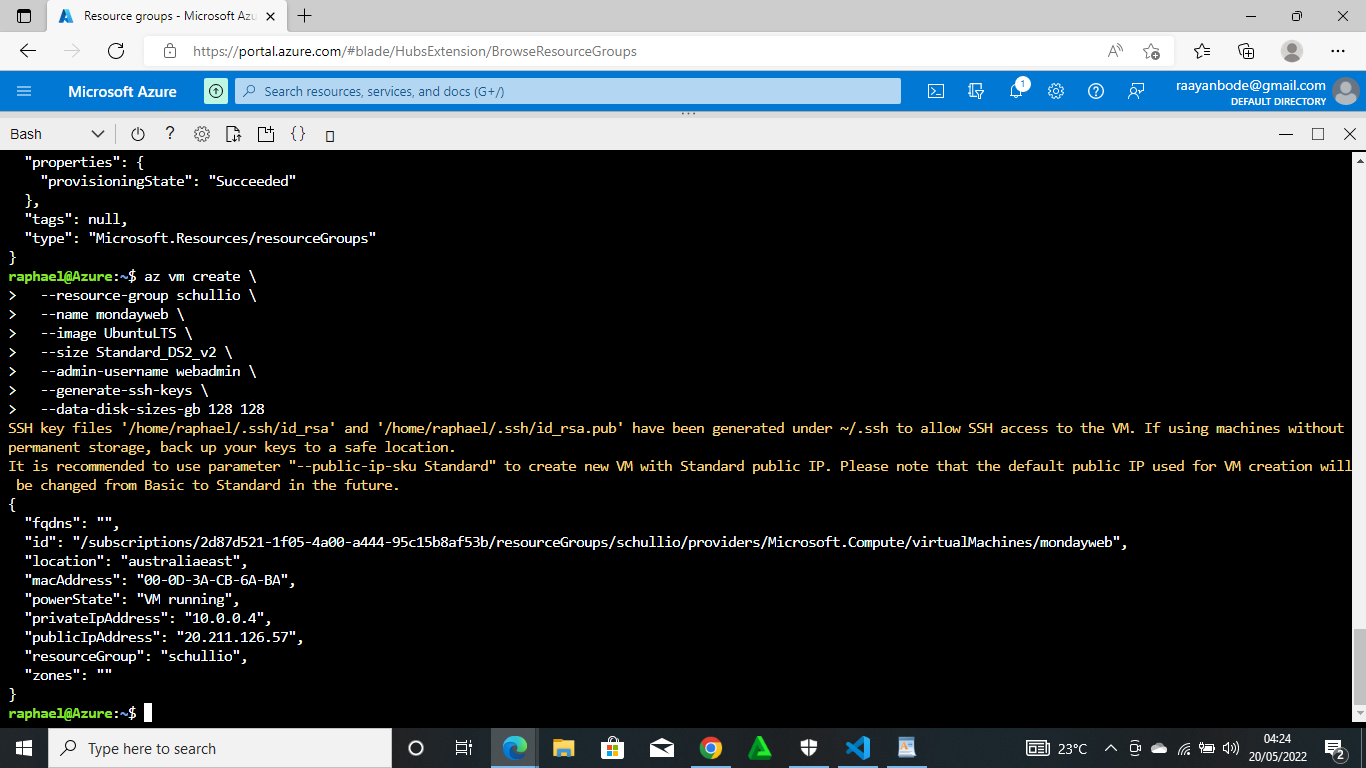 Resource groups - Microsoft Azu
https://portal.azure.com/#blade/HubsExtension/BrowseResourceGroups
Microsoft Azure
Search resources, services, and docs (G+/)
1
raayanbode@gmail.com
DEFAULT DIRECTORY
Bash
"properties": {
"provisioningState": "Succeeded"
},
"tags": null,
"type": "Microsoft.Resources/resourceGroups"
}
raphael@Azure:~$ az vm create \
> --resource-group schullio \
> --name mondayweb \
> --image UbuntuLTS \
> --size Standard_DS2_v2 \
> --admin-username webadmin \
> --generate-ssh-keys \
> --data-disk-sizes-gb 128 128
SSH key files '/home/raphael/.ssh/id_rsa' and '/home/raphael/.ssh/id_rsa.pub' have been generated under ~/.ssh to allow SSH access to the VM. If using machines without
permanent storage, back up your keys to a safe location.
It is recommended to use parameter "--public-ip-sku Standard" to create new VM with Standard public IP. Please note that the default public IP used for VM creation will
be changed from Basic to Standard in the future.
{
"fqdns": "",
"id": "/subscriptions/2d87d521-1f05-4a00-a444-95c15b8af53b/resourceGroups/schullio/providers/Microsoft.Compute/virtualMachines/mondayweb",
"location": "australiaeast",
"macAddress": "00-0D-3A-CB-6A-BA",
"powerState": "VM running",
"privateIpAddress": "10.0.0.4",
"publicIpAddress": "20.211.126.57",
"resourceGroup": "schullio",
"zones": ""
}
raphael@Azure:~$
Type here to search
23°C
04:24
20/05/2022
2